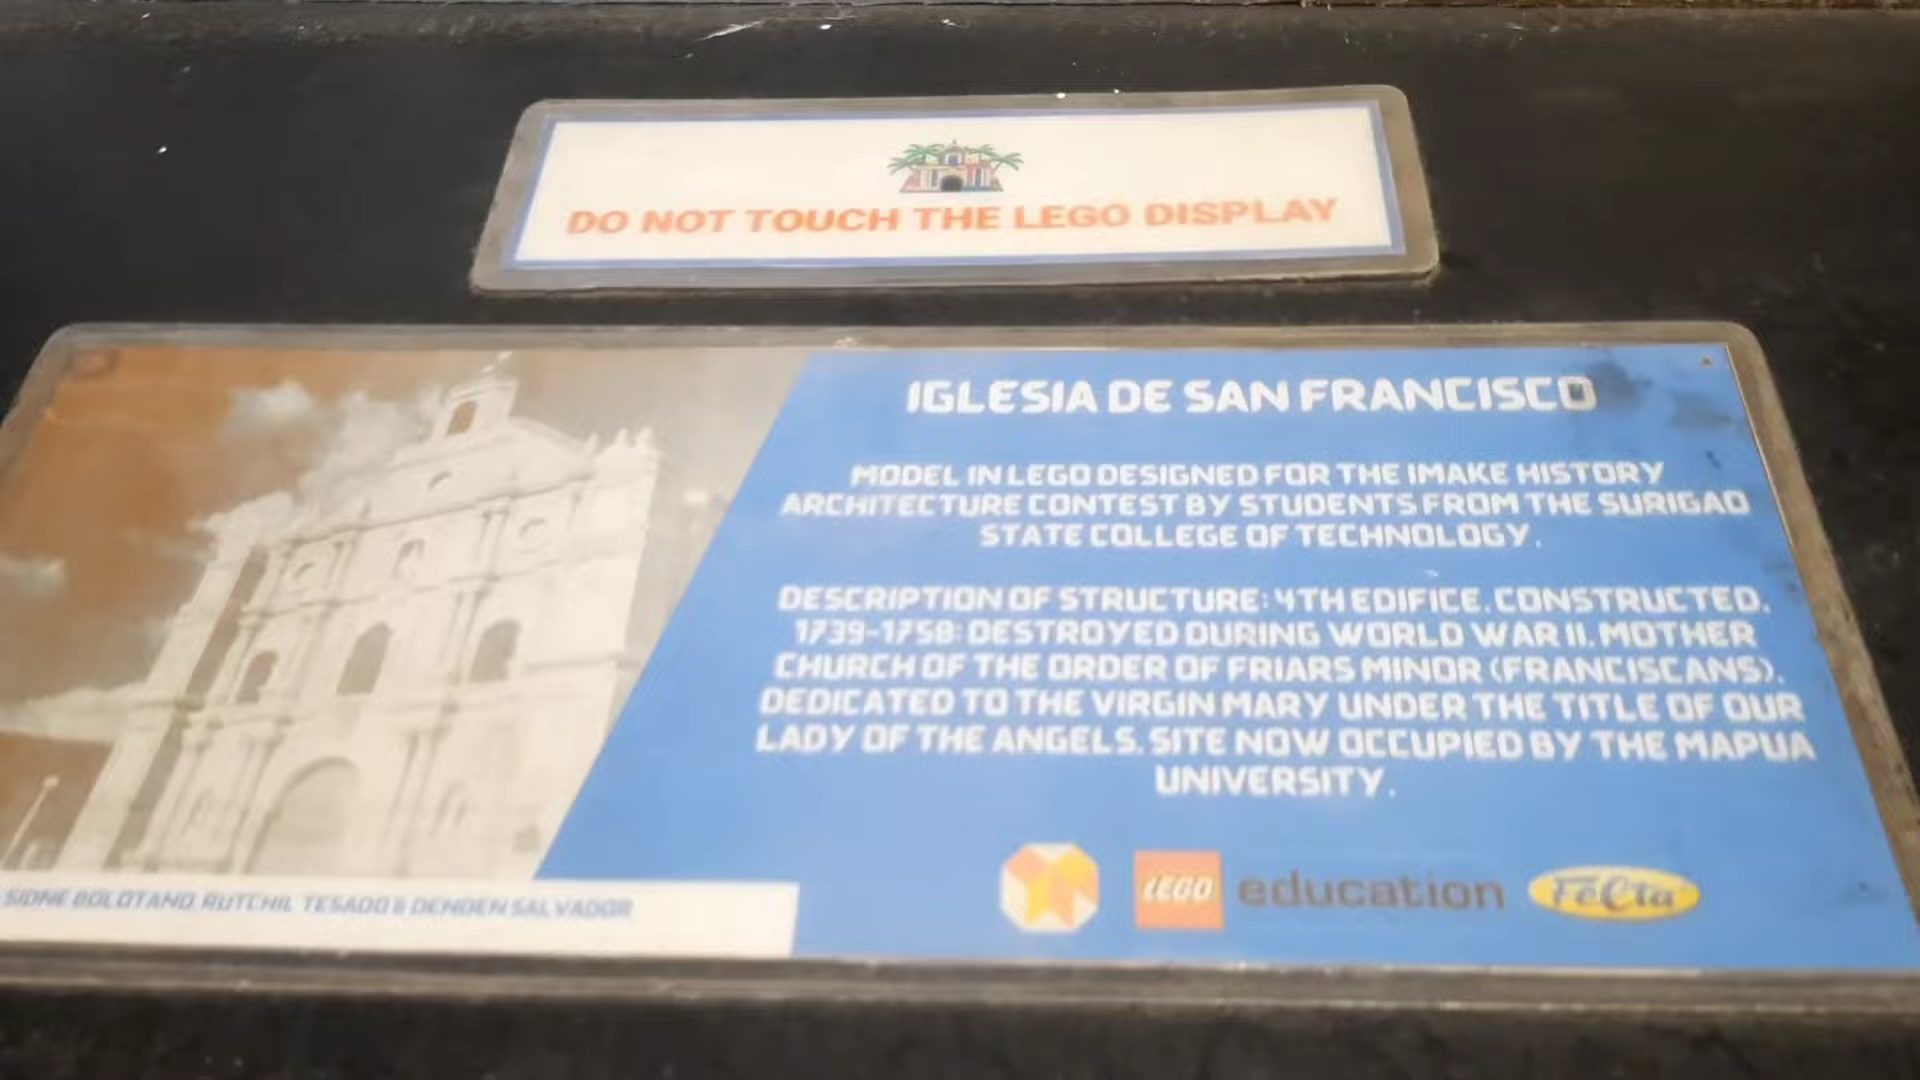 DO NOT TOUCH THE LEGO DISPLAY
IGLESIA DE SAN FRANCISCO
MODEL IN LEGO DESIGNED FOR THE IMAKE HISTORY
ARCHITECTURE CONTEST BY STUDENTS FROM THE SURIGAO
STATE COLLEGE OF TECHNOLOGY.
DESCRIPTION OF STRUCTURE: 4TH EDIFICE. CONSTRUCTED,
1739-1758; DESTROYED DURING WORLD WAR II. MOTHER
CHURCH OF THE ORDER OF FRIARS MINOR (FRANCISCANS).
DEDICATED TO THE VIRGIN MARY UNDER THE TITLE OF OUR
LADY OF THE ANGELS. SITE NOW OCCUPIED BY THE MAPUA
UNIVERSITY.
LEGO education FeCta
SIDNE BOLOTANO, RUTCHIL TESADO & DENDEN SALVADOR